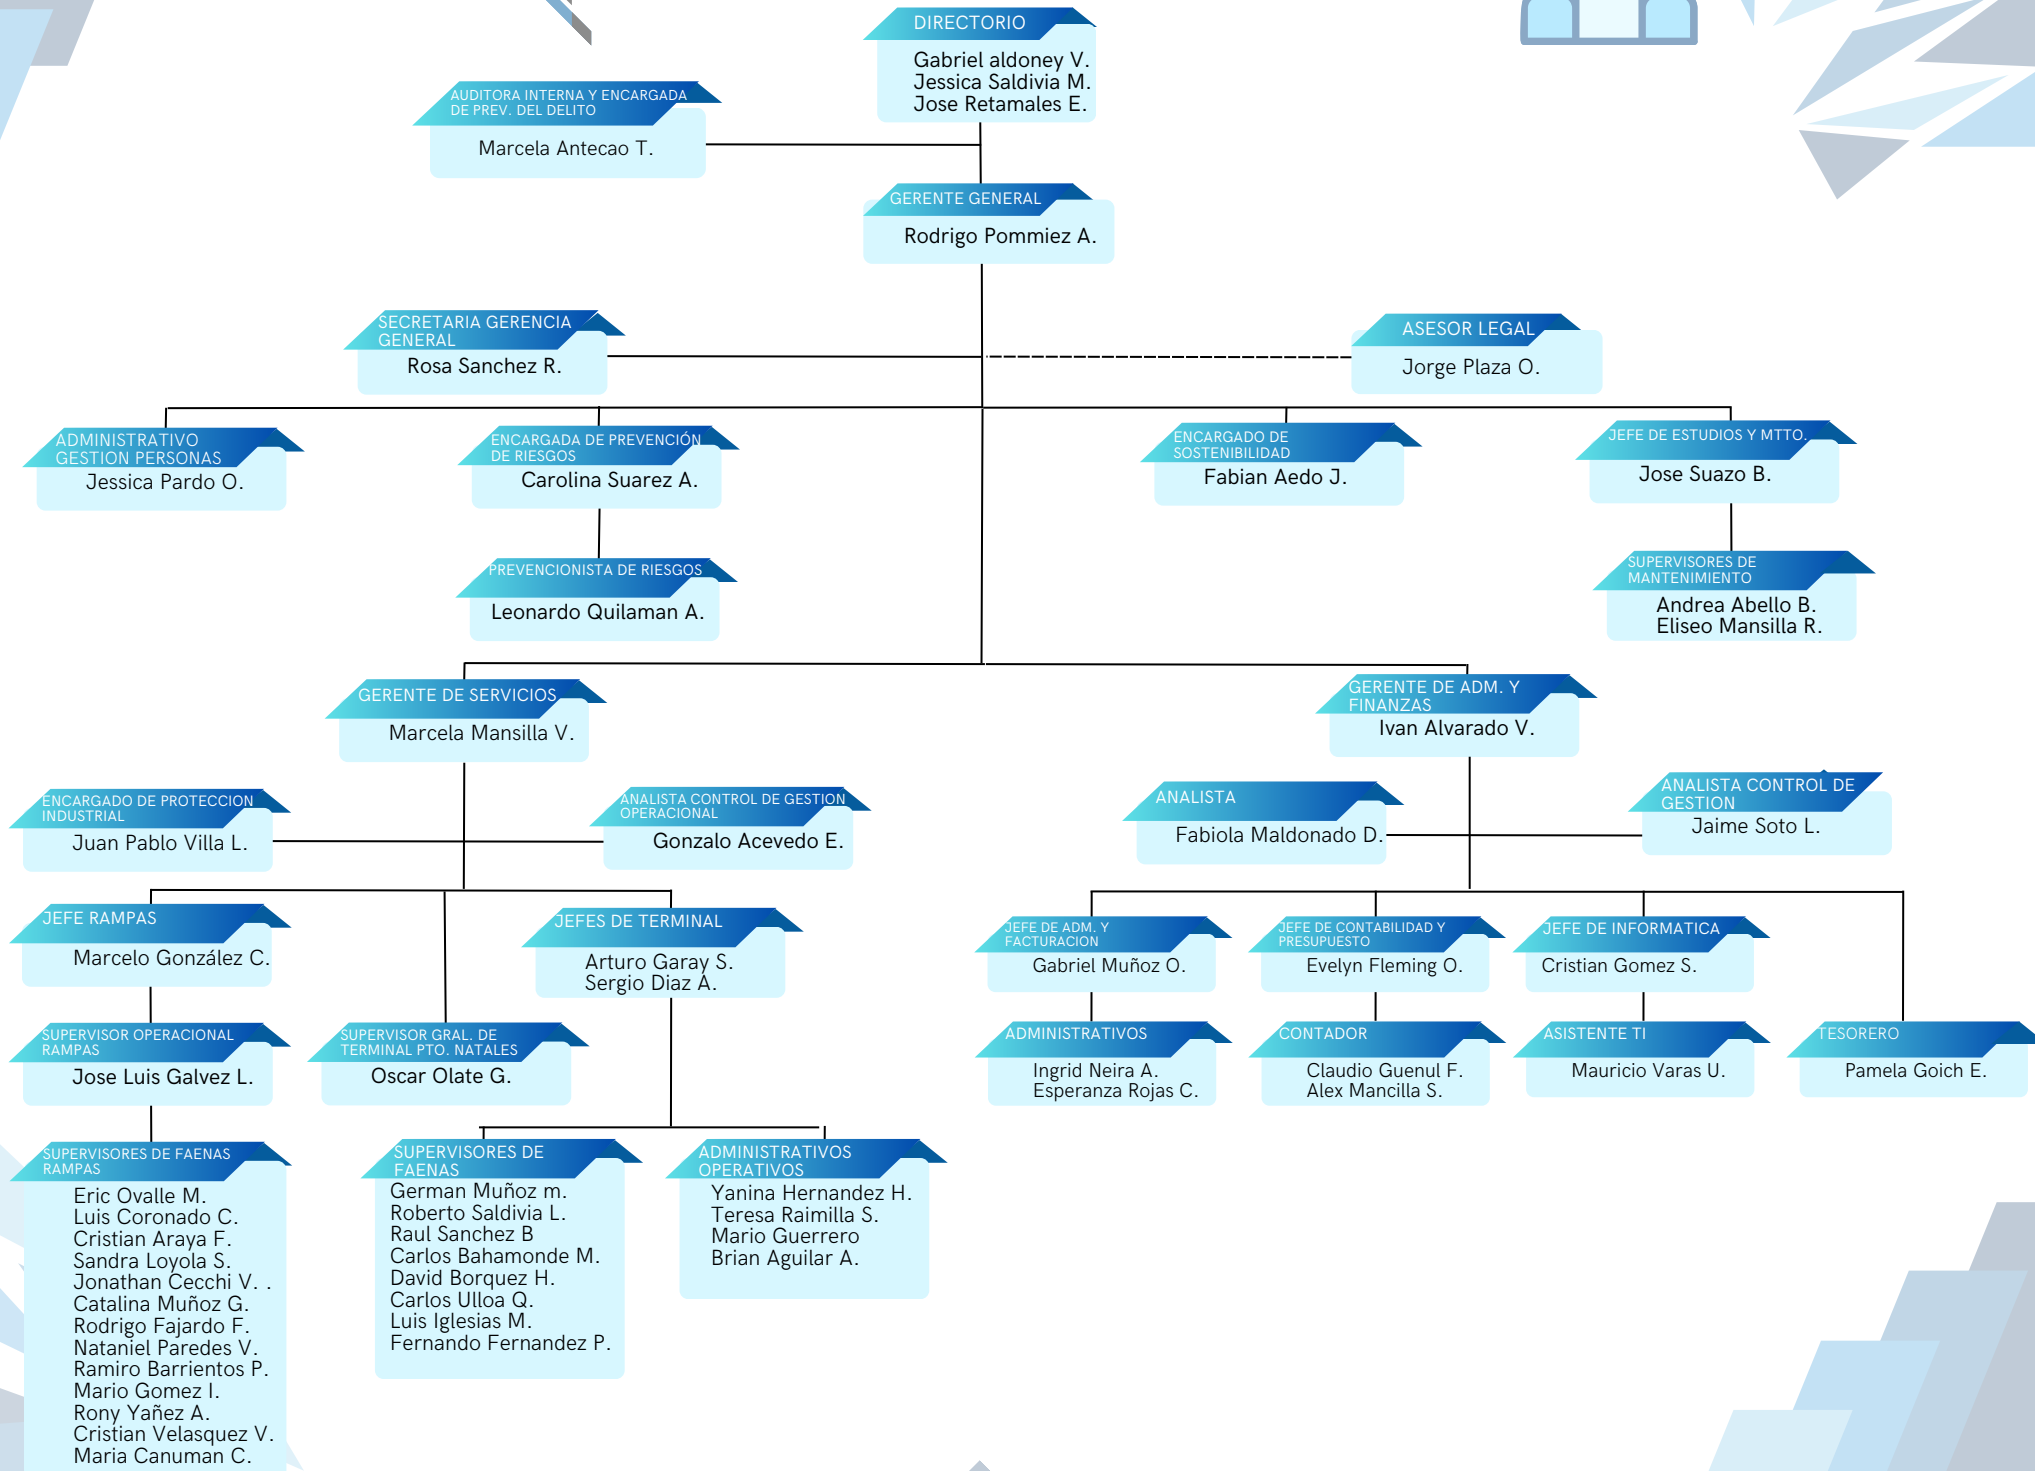 DIRECTORIO
Gabriel aldoney V.
Jessica Saldivia M.
Jose Retamales E.
AUDITORA INTERNA Y ENCARGADA
DE PREV. DEL DELITO
Marcela Antecao T.
GERENTE GENERAL
Rodrigo Pommiez A.
SECRETARIA GERENCIA
GENERAL
Rosa Sanchez R.
ASESOR LEGAL
Jorge Plaza O.
ADMINISTRATIVO
GESTION PERSONAS
Jessica Pardo O.
ENCARGADA DE PREVENCIÓN
DE RIESGOS
Carolina Suarez A.
ENCARGADO DE
SOSTENIBILIDAD
Fabian Aedo J.
JEFE DE ESTUDIOS Y MTTO.
Jose Suazo B.
PREVENCIONISTA DE RIESGOS
Leonardo Quilaman A.
SUPERVISORES DE
MANTENIMIENTO
Andrea Abello B.
Eliseo Mansilla R.
GERENTE DE SERVICIOS
Marcela Mansilla V.
GERENTE DE ADM. Y
FINANZAS
Ivan Alvarado V.
ENCARGADO DE PROTECCION
INDUSTRIAL
Juan Pablo Villa L.
ANALISTA CONTROL DE GESTION
OPERACIONAL
Gonzalo Acevedo E.
ANALISTA
Fabiola Maldonado D.
ANALISTA CONTROL DE
GESTION
Jaime Soto L.
JEFE RAMPAS
Marcelo González C.
JEFES DE TERMINAL
Arturo Garay S.
Sergio Diaz A.
JEFE DE ADM. Y
FACTURACION
Gabriel Muñoz O.
JEFE DE CONTABILIDAD Y
PRESUPUESTO
Evelyn Fleming O.
JEFE DE INFORMATICA
Cristian Gomez S.
SUPERVISOR OPERACIONAL
RAMPAS
Jose Luis Galvez L.
SUPERVISOR GRAL. DE
TERMINAL PTO. NATALES
Oscar Olate G.
ADMINISTRATIVOS
Ingrid Neira A.
Esperanza Rojas C.
CONTADOR
Claudio Guenul F.
Alex Mancilla S.
ASISTENTE TI
Mauricio Varas U.
TESORERO
Pamela Goich E.
SUPERVISORES DE FAENAS
RAMPAS
Eric Ovalle M.
Luis Coronado C.
Cristian Araya F.
Sandra Loyola S.
Jonathan Cecchi V. .
Catalina Muñoz G.
Rodrigo Fajardo F.
Nataniel Paredes V.
Ramiro Barrientos P.
Mario Gomez I.
Rony Yañez A.
Cristian Velasquez V.
Maria Canuman C.
SUPERVISORES DE
FAENAS
German Muñoz m.
Roberto Saldivia L.
Raul Sanchez B
Carlos Bahamonde M.
David Borquez H.
Carlos Ulloa Q.
Luis Iglesias M.
Fernando Fernandez P.
ADMINISTRATIVOS
OPERATIVOS
Yanina Hernandez H.
Teresa Raimilla S.
Mario Guerrero
Brian Aguilar A.